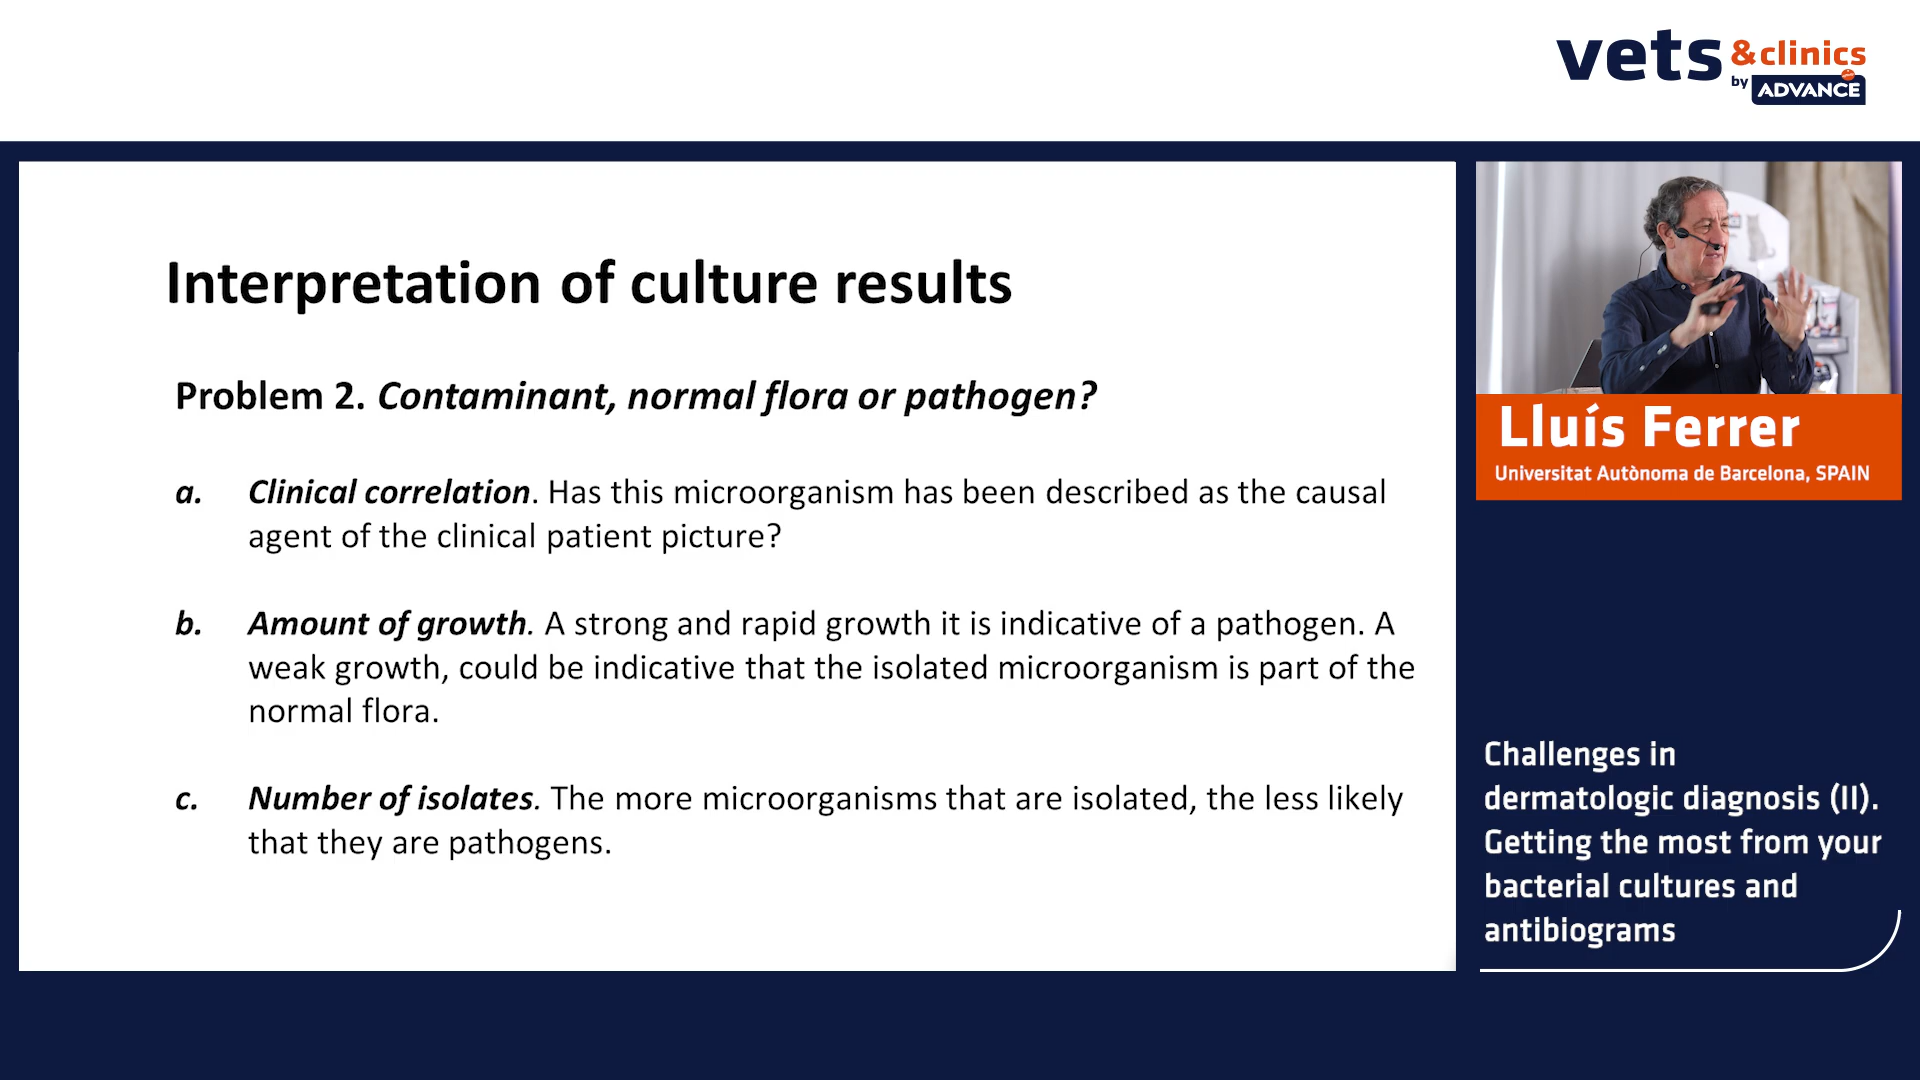 vets &clinics
by ADVANCE
Interpretation of culture results
Problem 2. Contaminant, normal flora or pathogen?
a. Clinical correlation. Has this microorganism has been described as the causal
agent of the clinical patient picture?
b. Amount of growth. A strong and rapid growth it is indicative of a pathogen. A
weak growth, could be indicative that the isolated microorganism is part of the
normal flora.
c. Number of isolates. The more microorganisms that are isolated, the less likely
that they are pathogens.
Lluís Ferrer
Universitat Autònoma de Barcelona, SPAIN
Challenges in
dermatologic diagnosis (II).
Getting the most from your
bacterial cultures and
antibiograms